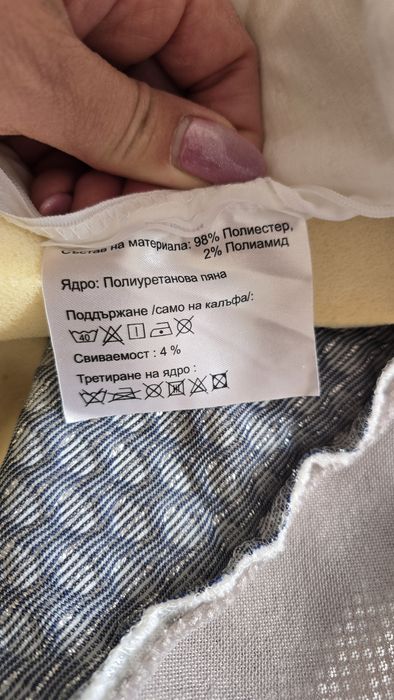 Състав на материала: 98% Полиестер,
2% Полиамид
Ядро: Полиуретанова пяна
Поддържане /само на калъфа/:
40
Свиваемост : 4 %
Третиране на ядро :